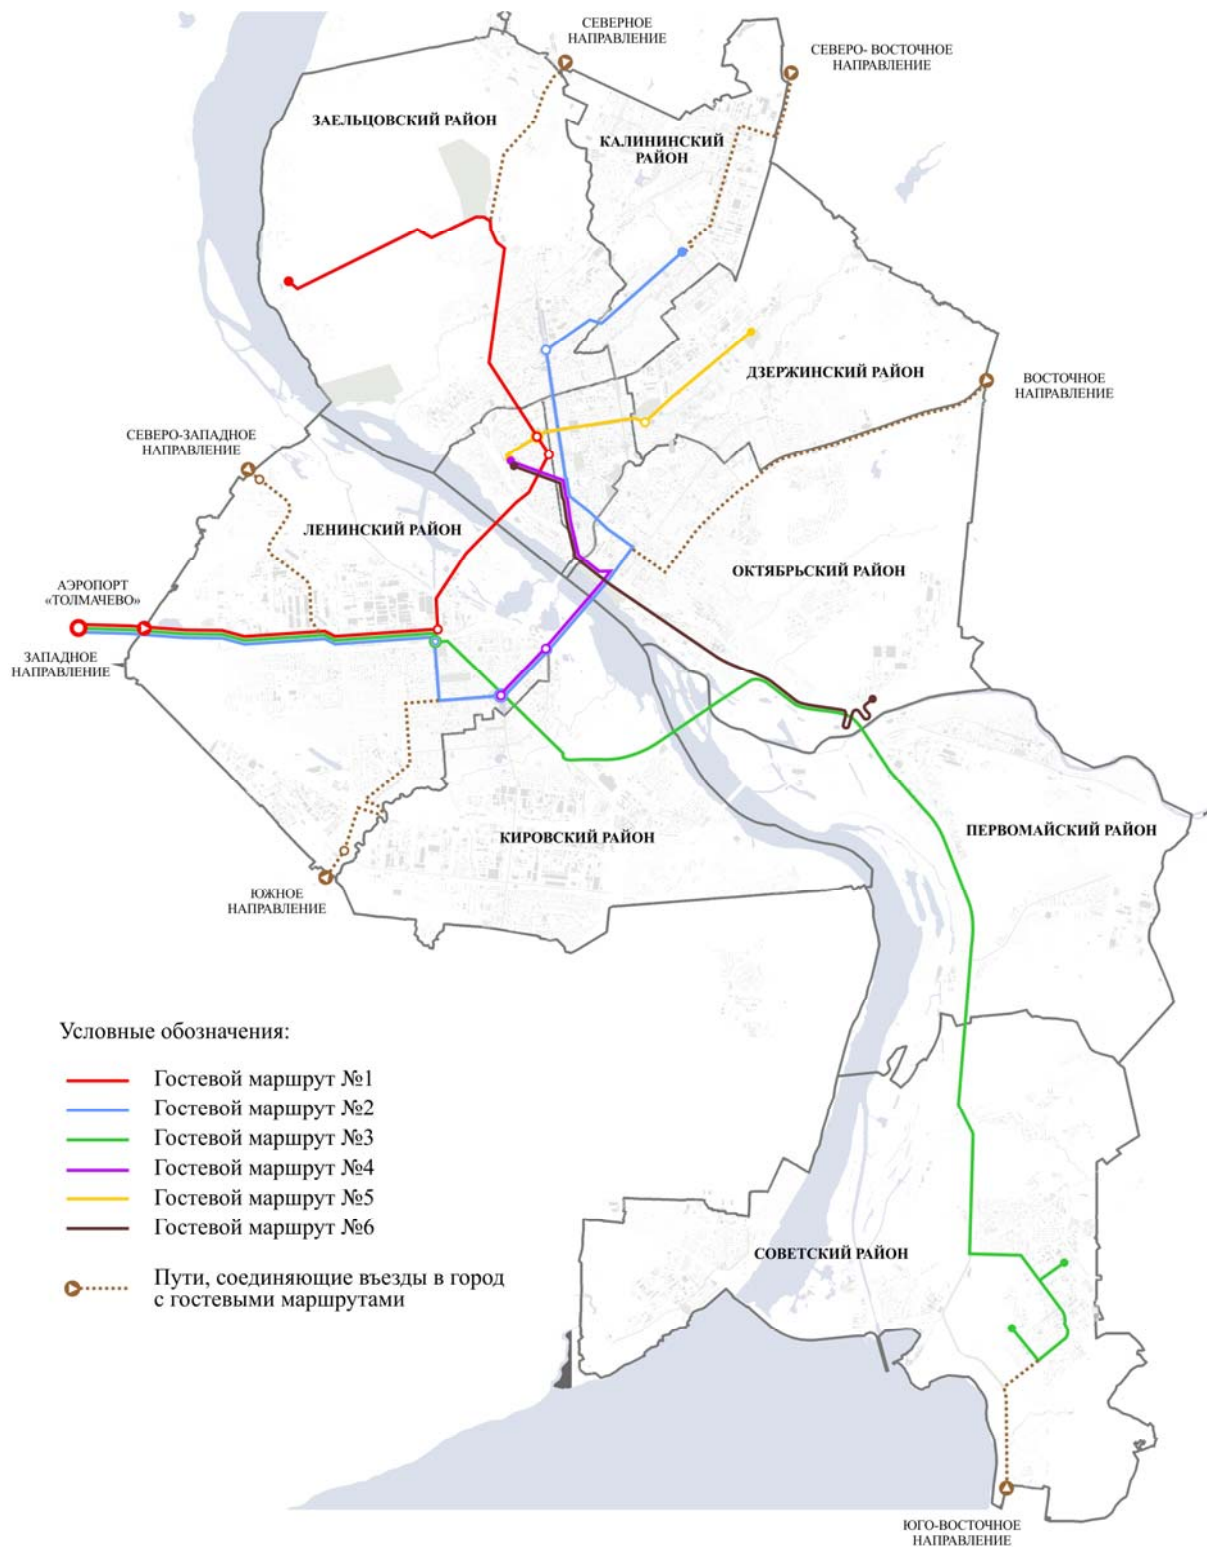 СЕВЕРНОЕ
НАПРАВЛЕНИЕ
СЕВЕРО- ВОСТОЧНОЕ
НАПРАВЛЕНИЕ
ЗАЕЛЬЦОВСКИЙ РАЙОН
КАЛИНИНСКИЙ
РАЙОН
ДЗЕРЖИНСКИЙ РАЙОН
ВОСТОЧНОЕ
НАПРАВЛЕНИЕ
СЕВЕРО-ЗАПАДНОЕ
НАПРАВЛЕНИЕ
ЛЕНИНСКИЙ РАЙОН
ОКТЯБРЬСКИЙ РАЙОН
АЭРОПОРТ
«ТОЛМАЧЕВО»
ЗАПАДНОЕ
НАПРАВЛЕНИЕ
КИРОВСКИЙ РАЙОН
ПЕРВОМАЙСКИЙ РАЙОН
ЮЖНОЕ
НАПРАВЛЕНИЕ
Условные обозначения:
Гостевой маршрут №1
Гостевой маршрут №2
Гостевой маршрут №3
Гостевой маршрут №4
Гостевой маршрут №5
Гостевой маршрут №6
Пути, соединяющие въезды в город
с гостевыми маршрутами
СОВЕТСКИЙ РАЙОН
ЮГО-ВОСТОЧНОЕ
НАПРАВЛЕНИЕ